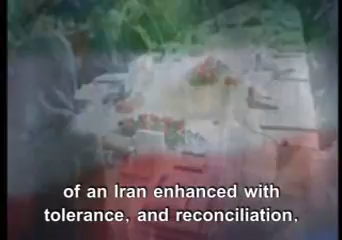 of an Iran enhanced with
tolerance, and reconciliation.